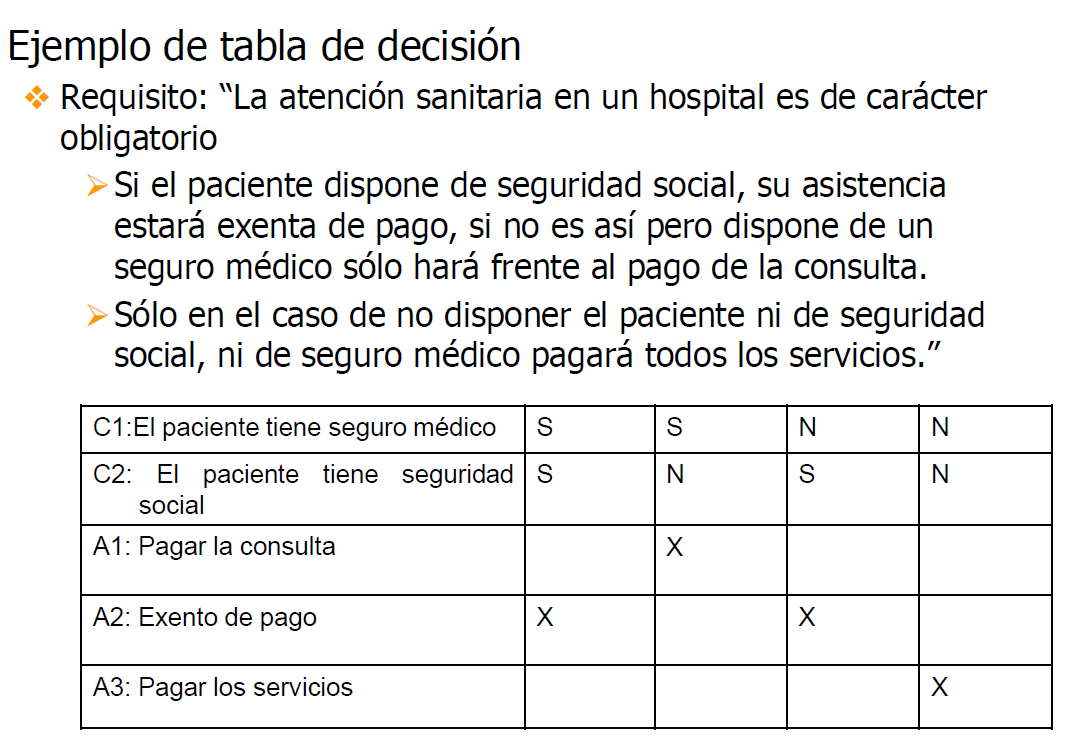 Ejemplo de tabla de decisión
Requisito: “La atención sanitaria en un hospital es de carácter
obligatorio
Si el paciente dispone de seguridad social, su asistencia
estará exenta de pago, si no es así pero dispone de un
seguro médico sólo hará frente al pago de la consulta.
Sólo en el caso de no disponer el paciente ni de seguridad
social, ni de seguro médico pagará todos los servicios.”
C1:El paciente tiene seguro médico S S N N
C2: El paciente tiene seguridad S N S N
social
A1: Pagar la consulta X
A2: Exento de pago X X
A3: Pagar los servicios X